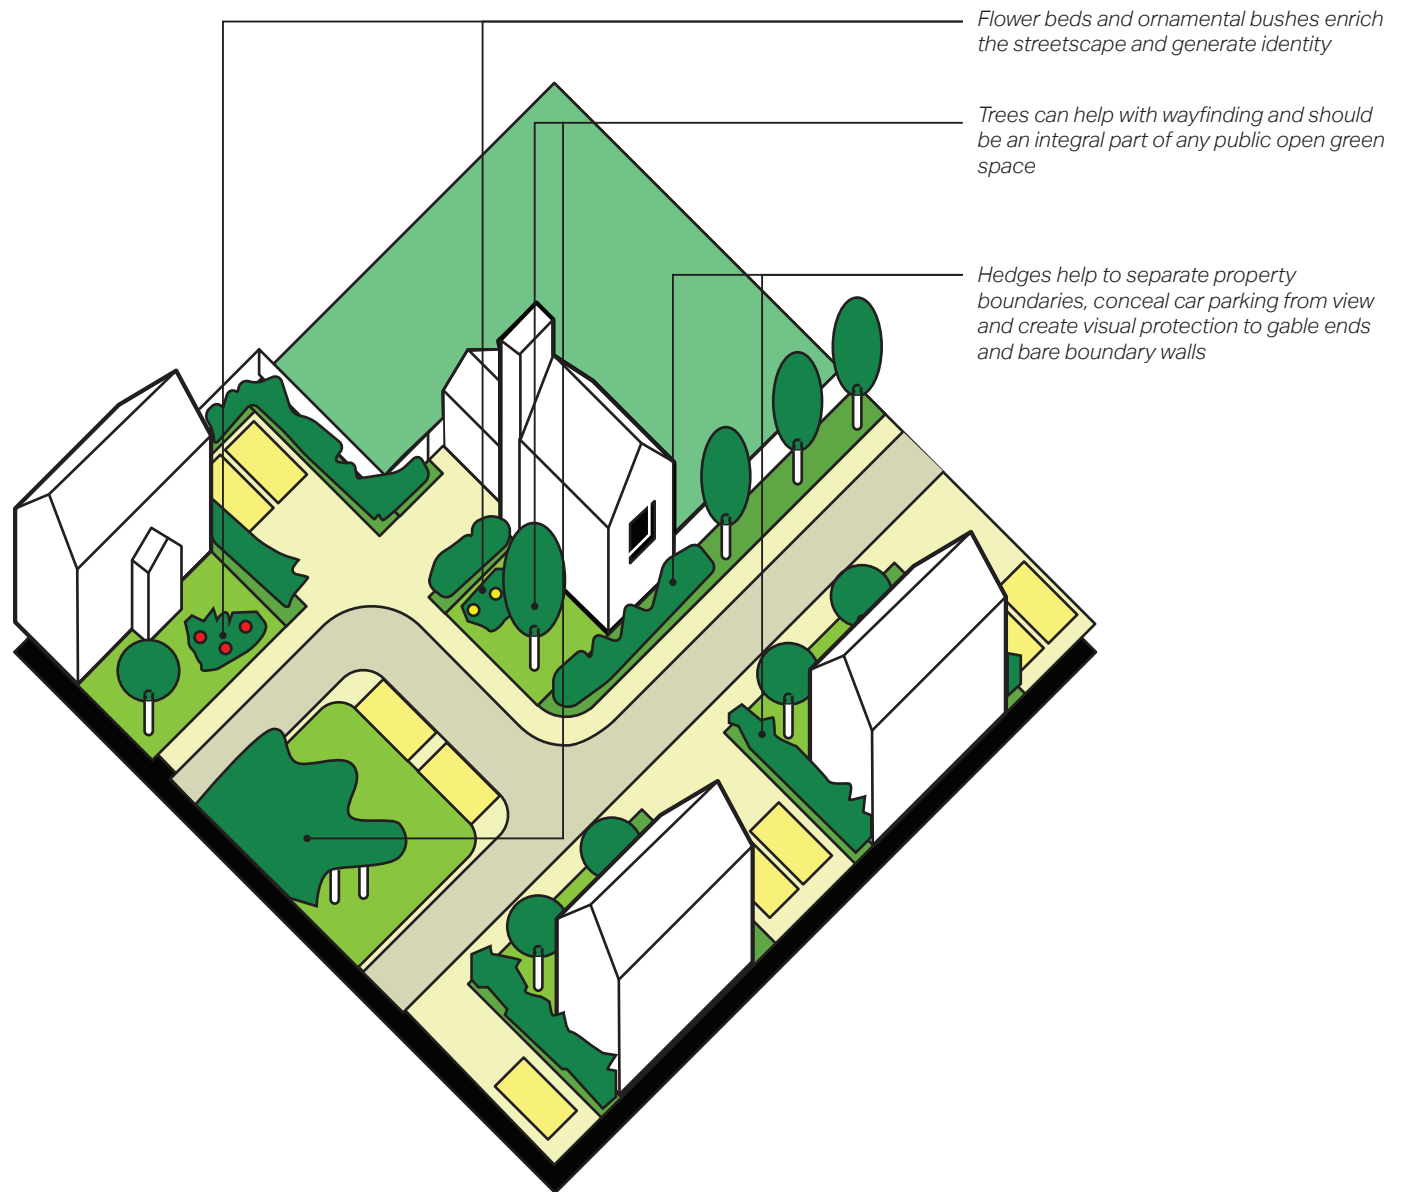 Flower beds and ornamental bushes enrich
the streetscape and generate identity
Trees can help with wayfinding and should
be an integral part of any public open green
space
Hedges help to separate property
boundaries, conceal car parking from view
and create visual protection to gable ends
and bare boundary walls